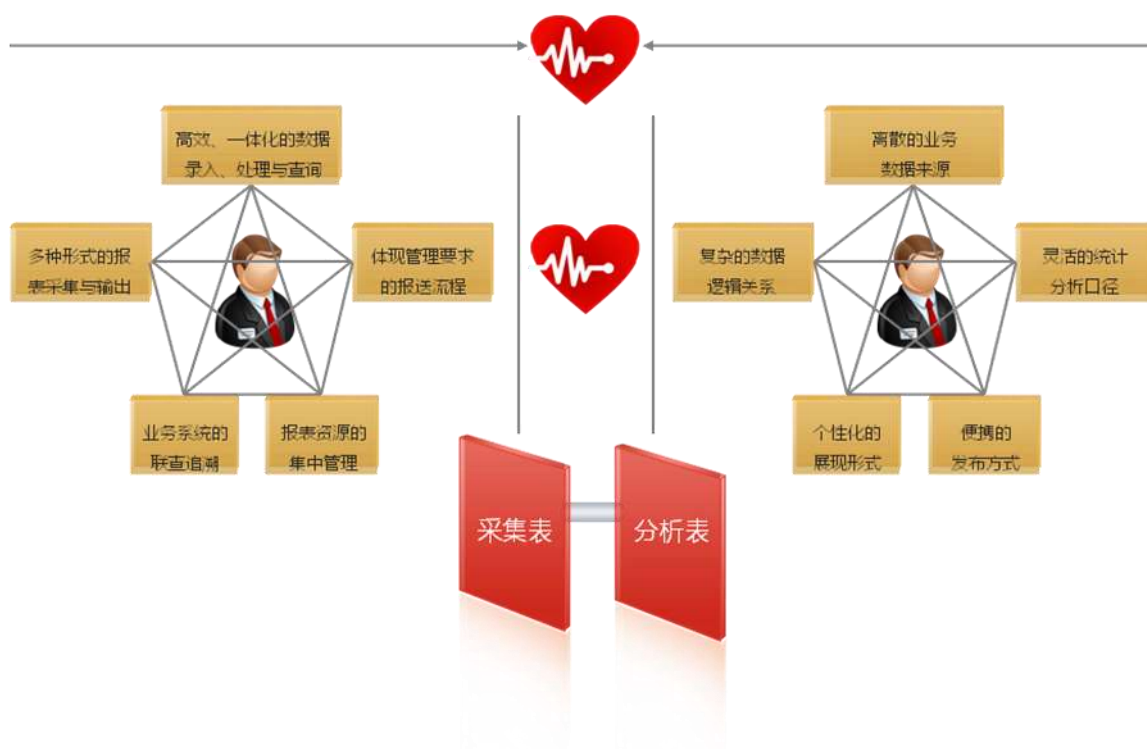 高效、一体化的数据
录入、处理与查询
多种形式的报
表采集与输出
体现管理要求
的报送流程
业务系统的
联查追溯
报表资源的
集中管理
离散的业务
数据来源
复杂的数据
逻辑关系
灵活的统计
分析口径
个性化的
展现形式
便携的
发布方式
采集表
分析表